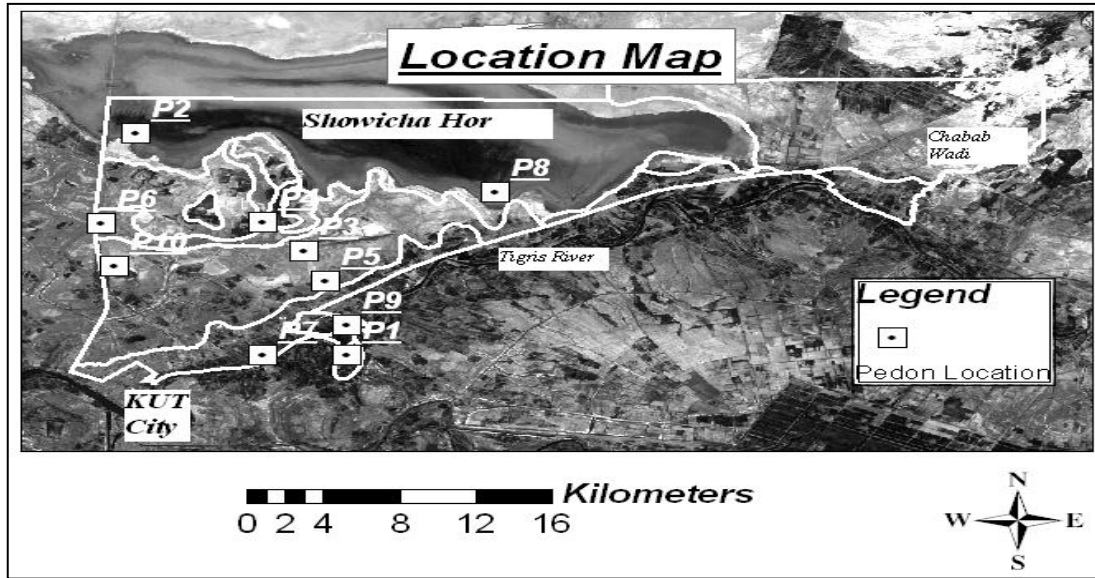 Location Map
P2
Showicha Hor
Chabab
Wadi
P8
P6
P4
P3
P10
Tigris River
P5
P9
P7
P1
Legend
Pedon Location
KUT
City
Kilometers
0 2 4 8 12 16
N
W E
S